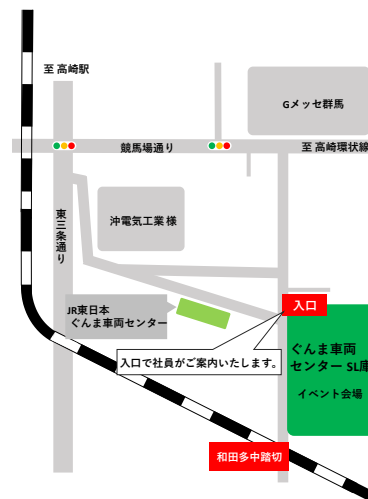 至 高崎駅
Gメッセ群馬
競馬場通り
至 高崎環状線
東三条通り
沖電気工業 様
JR東日本
ぐんま車両センター
入口
入口で社員がご案内いたします。
ぐんま車両
センター SL庫
イベント会場
和田多中踏切